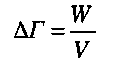 ΔΓ = W/V